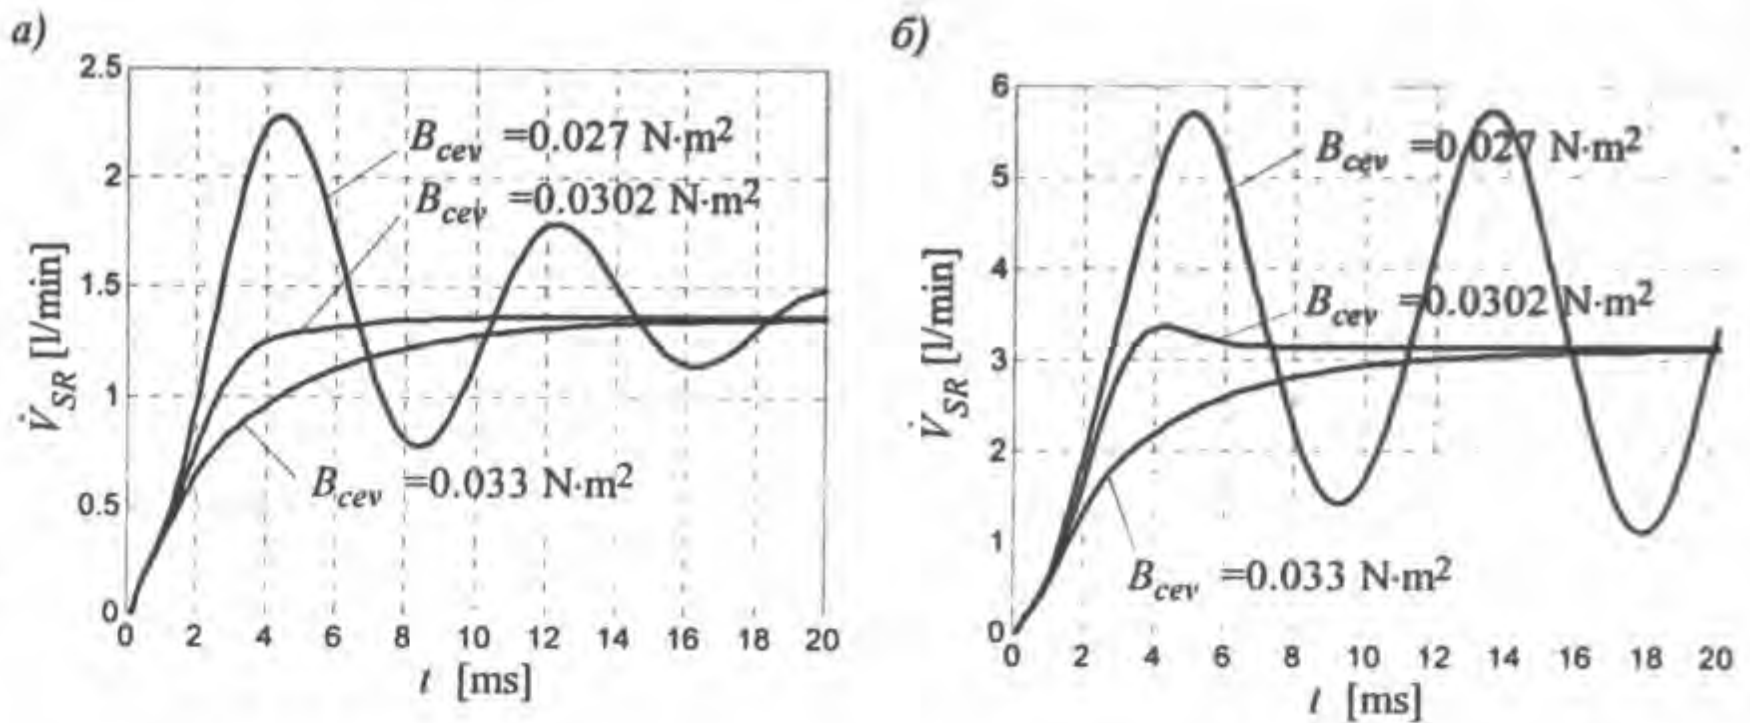 а)
2.5
2
1.5
1
0.5
0
V̇_SR [l/min]
B_cev =0.027 N·m²
B_cev =0.0302 N·m²
B_cev =0.033 N·m²
0 2 4 6 8 10 12 14 16 18 20
t [ms]
б)
6
5
4
3
2
1
0
V̇_SR [l/min]
B_cev =0.027 N·m²
B_cev =0.0302 N·m²
B_cev =0.033 N·m²
0 2 4 6 8 10 12 14 16 18 20
t [ms]